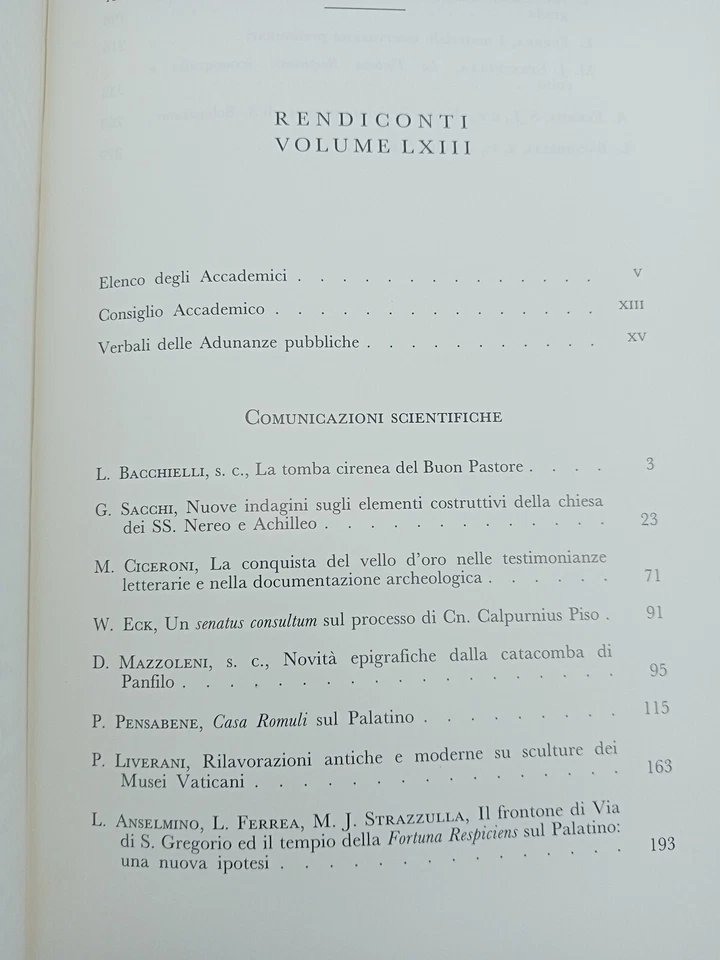 RENDICONTI
VOLUME LXIII
Elenco degli Accademici . . . . . . . . . . . . . V
Consiglio Accademico . . . . . . . . . . . . . . XIII
Verbali delle Adunanze pubbliche . . . . . . . . . . XV
COMUNICAZIONI SCIENTIFICHE
L. BACCHIELLI, s. c., La tomba cirenea del Buon Pastore . . . . 3
G. SACCHI, Nuove indagini sugli elementi costruttivi della chiesa
dei SS. Nereo e Achilleo . . . . . . . . . . . . 23
M. CICERONI, La conquista del vello d'oro nelle testimonianze
letterarie e nella documentazione archeologica . . . . . . 71
W. ECK, Un senatus consultum sul processo di Cn. Calpurnius Piso . 91
D. MAZZOLENI, s. c., Novità epigrafiche dalla catacomba di
Panfilo . . . . . . . . . . . . . . . . . . 95
P. PENSABENE, Casa Romuli sul Palatino . . . . . . . . 115
P. LIVERANI, Rilavorazioni antiche e moderne su sculture dei
Musei Vaticani . . . . . . . . . . . . . . . 163
L. ANSELMINO, L. FERREA, M. J. STRAZZULLA, Il frontone di Via
di S. Gregorio ed il tempio della Fortuna Respiciens sul Palatino:
una nuova ipotesi . . . . . . . . . . . . . . 193